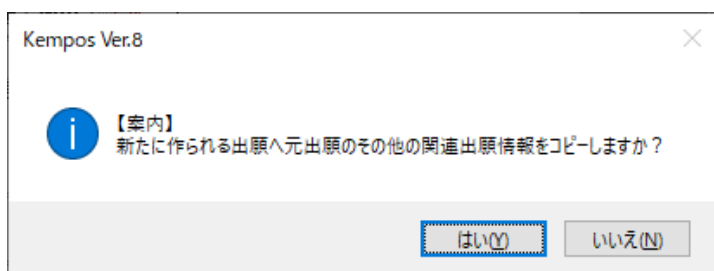 Kempos Ver.8
【案内】
新たに作られる出願へ元出願のその他の関連出願情報をコピーしますか？
はい(Y)
いいえ(N)